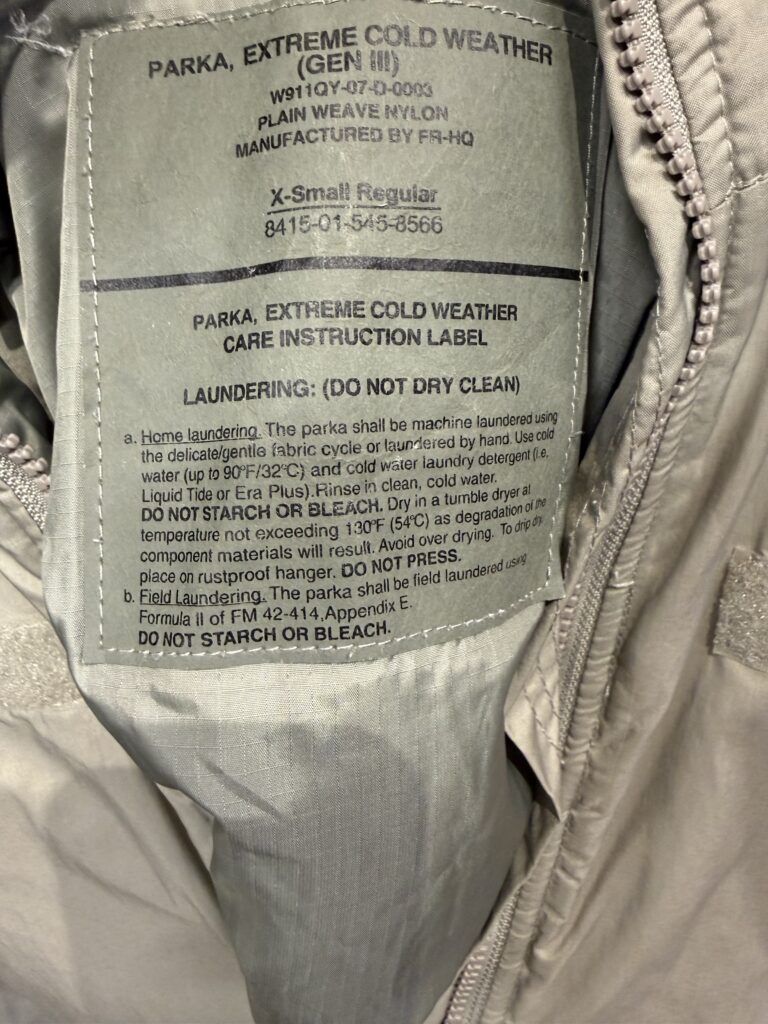 PARKA, EXTREME COLD WEATHER
(GEN III)
W911QY-07-D-0003
PLAIN WEAVE NYLON
MANUFACTURED BY FR-HQ
X-Small Regular
8415-01-545-8566
PARKA, EXTREME COLD WEATHER
CARE INSTRUCTION LABEL
LAUNDERING: (DO NOT DRY CLEAN)
a. Home laundering. The parka shall be machine laundered using
the delicate/gentle fabric cycle or laundered by hand. Use cold
water (up to 90°F/32°C) and cold water laundry detergent (i.e.
Liquid Tide or Era Plus). Rinse in clean, cold water.
DO NOT STARCH OR BLEACH. Dry in a tumble dryer at
temperature not exceeding 130°F (54°C) as degradation of the
component materials will result. Avoid over drying. To drip dry,
place on rustproof hanger. DO NOT PRESS.
b. Field Laundering. The parka shall be field laundered using
Formula II of FM 42-414, Appendix E.
DO NOT STARCH OR BLEACH.